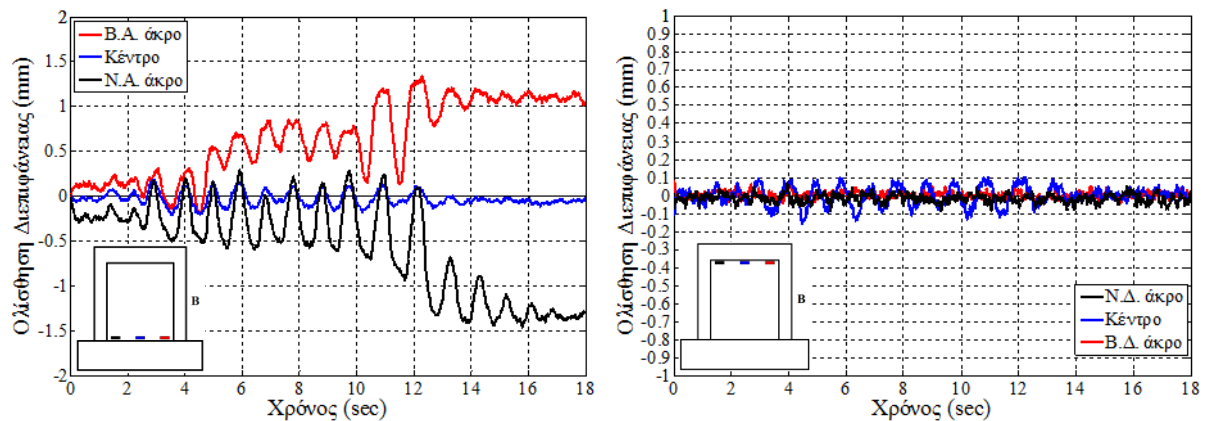 Ολίσθηση Διεπιφάνειας (mm)
2
1.5
1
0.5
0
-0.5
-1
-1.5
-2
Β.Α. άκρο
Κέντρο
Ν.Α. άκρο
B
0 2 4 6 8 10 12 14 16 18
Χρόνος (sec)
Ολίσθηση Διεπιφάνειας (mm)
1
0.9
0.8
0.7
0.6
0.5
0.4
0.3
0.2
0.1
0
-0.1
-0.2
-0.3
-0.4
-0.5
-0.6
-0.7
-0.8
-0.9
-1
B
Ν.Δ. άκρο
Κέντρο
Β.Δ. άκρο
0 2 4 6 8 10 12 14 16 18
Χρόνος (sec)